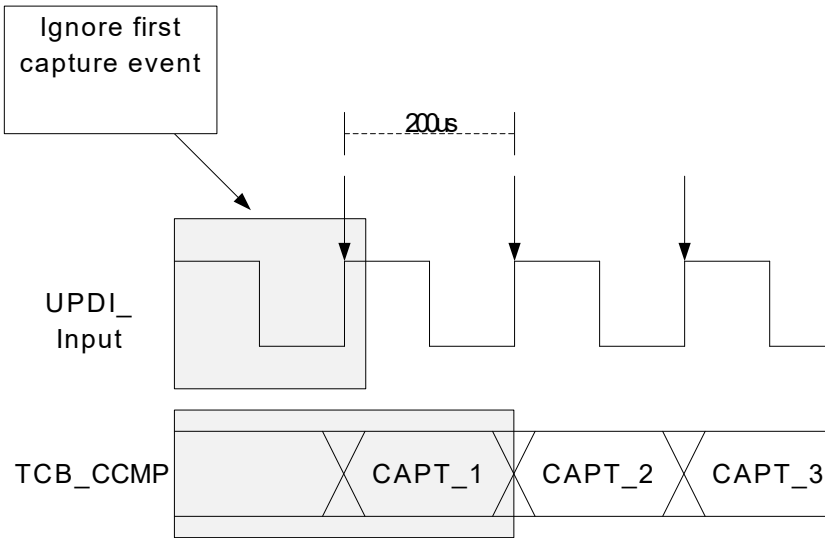 Ignore first
capture event
200us
UPDI_
Input
TCB_CCMP
CAPT_1
CAPT_2
CAPT_3